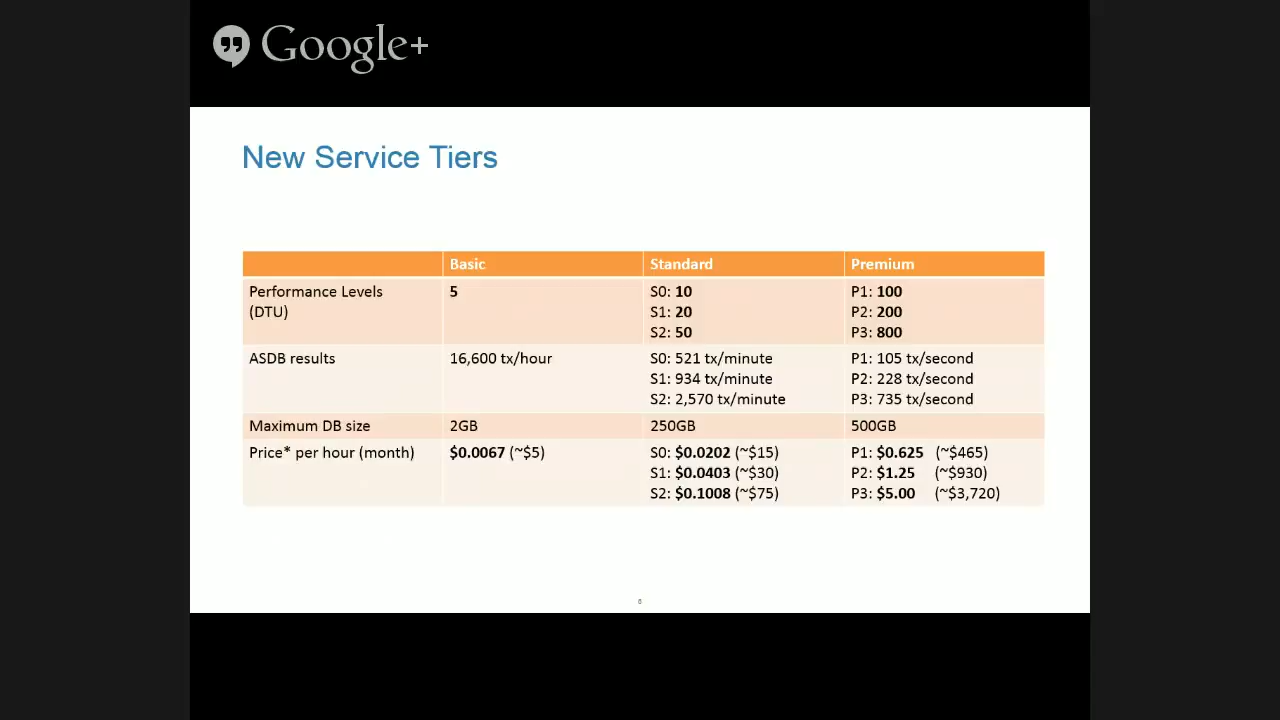 Google+
New Service Tiers
Basic Standard Premium
Performance Levels (DTU) 5 S0: 10 P1: 100
S1: 20 P2: 200
S2: 50 P3: 800
ASDB results 16,600 tx/hour S0: 521 tx/minute P1: 105 tx/second
S1: 934 tx/minute P2: 228 tx/second
S2: 2,570 tx/minute P3: 735 tx/second
Maximum DB size 2GB 250GB 500GB
Price* per hour (month) $0.0067 (~$5) S0: $0.0202 (~$15) P1: $0.625 (~$465)
S1: $0.0403 (~$30) P2: $1.25 (~$930)
S2: $0.1008 (~$75) P3: $5.00 (~$3,720)